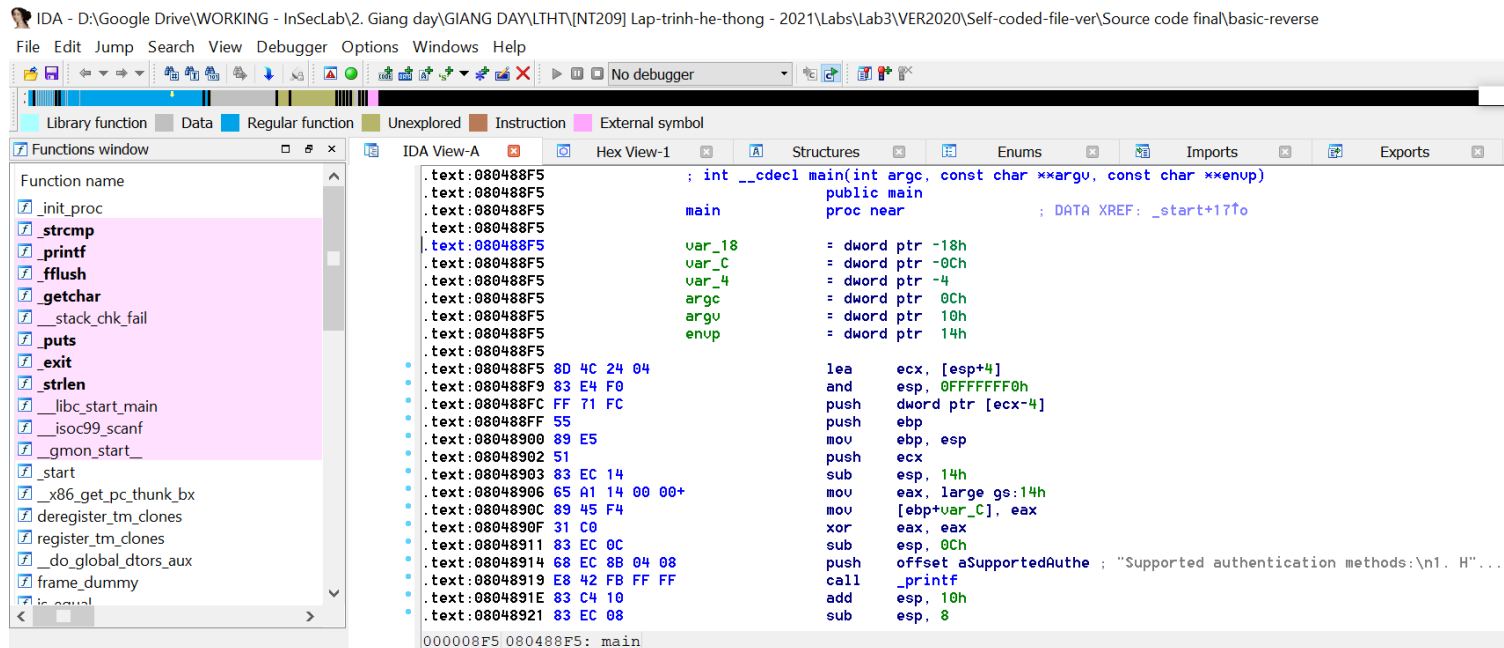 IDA - D:\Google Drive\WORKING - InSecLab\2. Giang day\GIANG DAY\LTHT\[NT209] Lap-trinh-he-thong - 2021\Labs\Lab3\VER2020\Self-coded-file-ver\Source code final\basic-reverse
File Edit Jump Search View Debugger Options Windows Help
No debugger
Library function Data Regular function Unexplored Instruction External symbol
Functions window
Function name
_init_proc
_strcmp
_printf
_fflush
_getchar
___stack_chk_fail
_puts
_exit
_strlen
___libc_start_main
___isoc99_scanf
__gmon_start__
_start
__x86_get_pc_thunk_bx
deregister_tm_clones
register_tm_clones
__do_global_dtors_aux
frame_dummy
is_equal
IDA View-A Hex View-1 Structures Enums Imports Exports
.text:080488F5 ; int __cdecl main(int argc, const char **argv, const char **envp)
.text:080488F5 public main
.text:080488F5 main proc near ; DATA XREF: _start+17↑o
.text:080488F5
.text:080488F5 var_18 = dword ptr -18h
.text:080488F5 var_C = dword ptr -0Ch
.text:080488F5 var_4 = dword ptr -4
.text:080488F5 argc = dword ptr 0Ch
.text:080488F5 argv = dword ptr 10h
.text:080488F5 envp = dword ptr 14h
.text:080488F5
.text:080488F5 8D 4C 24 04 lea ecx, [esp+4]
.text:080488F9 83 E4 F0 and esp, 0FFFFFFF0h
.text:080488FC FF 71 FC push dword ptr [ecx-4]
.text:080488FF 55 push ebp
.text:08048900 89 E5 mov ebp, esp
.text:08048902 51 push ecx
.text:08048903 83 EC 14 sub esp, 14h
.text:08048906 65 A1 14 00 00+ mov eax, large gs:14h
.text:0804890C 89 45 F4 mov [ebp+var_C], eax
.text:0804890F 31 C0 xor eax, eax
.text:08048911 83 EC 0C sub esp, 0Ch
.text:08048914 68 EC 8B 04 08 push offset aSupportedAuthe ; "Supported authentication methods:\n1. H"...
.text:08048919 E8 42 FB FF FF call _printf
.text:0804891E 83 C4 10 add esp, 10h
.text:08048921 83 EC 08 sub esp, 8
000008F5 080488F5: main